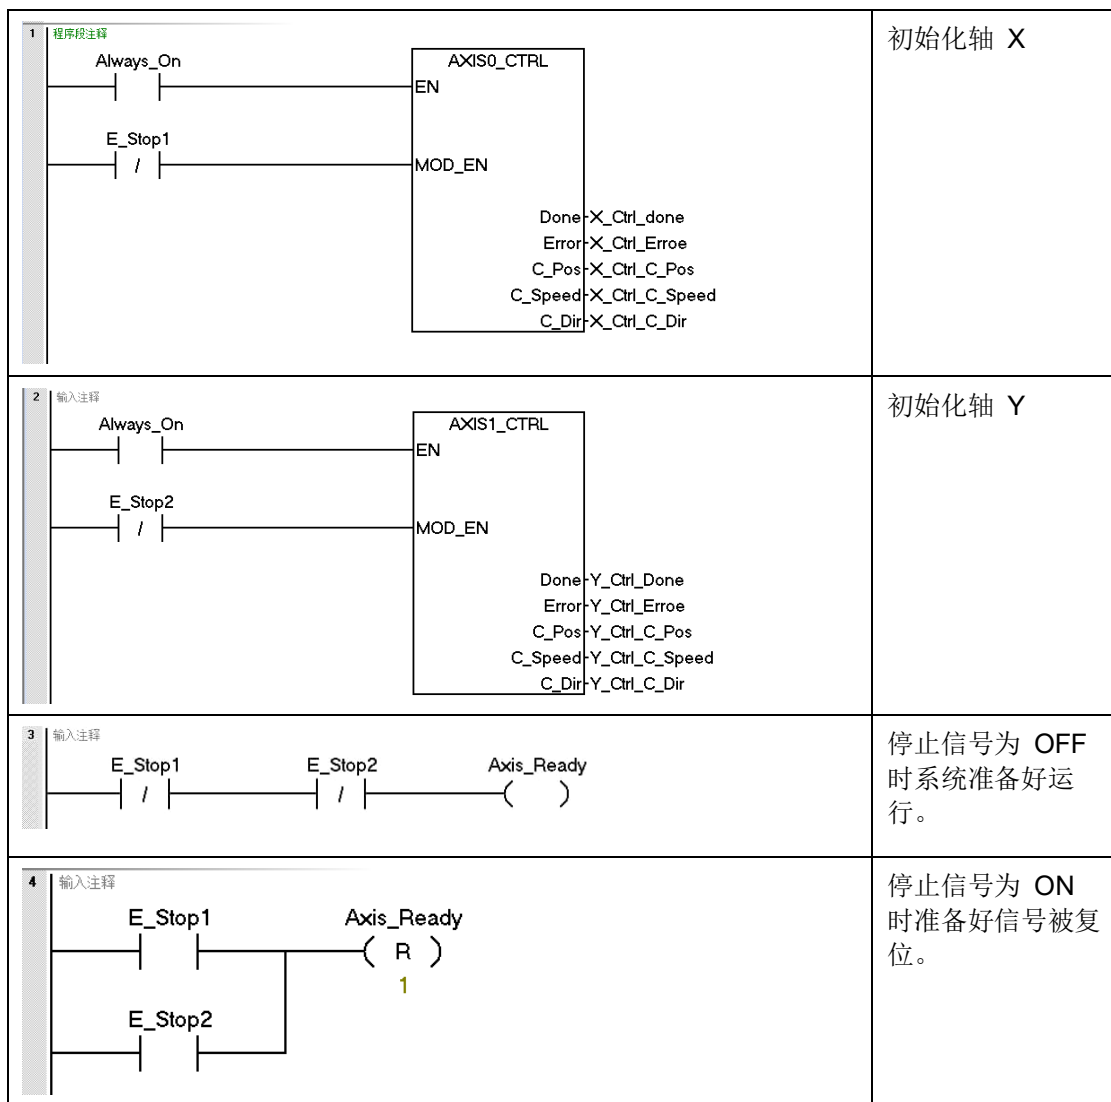 1 程序段注释
Always_On
AXIS0_CTRL
EN
E_Stop1
/
MOD_EN
Done X_Ctrl_done
Error X_Ctrl_Erroe
C_Pos X_Ctrl_C_Pos
C_Speed X_Ctrl_C_Speed
C_Dir X_Ctrl_C_Dir
初始化轴 X
2 输入注释
Always_On
AXIS1_CTRL
EN
E_Stop2
/
MOD_EN
Done Y_Ctrl_Done
Error Y_Ctrl_Erroe
C_Pos Y_Ctrl_C_Pos
C_Speed Y_Ctrl_C_Speed
C_Dir Y_Ctrl_C_Dir
初始化轴 Y
3 输入注释
E_Stop1 E_Stop2 Axis_Ready
/ /
停止信号为 OFF
时系统准备好运
行。
4 输入注释
E_Stop1 Axis_Ready
R
1
E_Stop2
停止信号为 ON
时准备好信号被复
位。